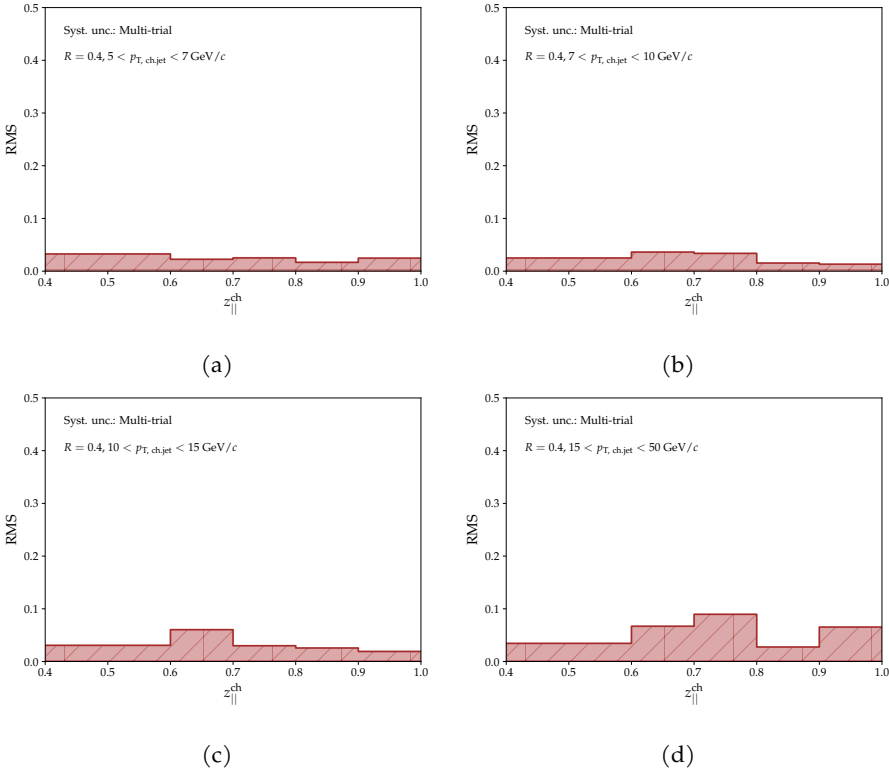 0.5
0.4
0.3
0.2
0.1
0.0
RMS
Syst. unc.: Multi-trial
R = 0.4, 5 < p_T, ch.jet < 7 GeV/c
0.4 0.5 0.6 0.7 0.8 0.9 1.0
z_||^ch
(a)
0.5
0.4
0.3
0.2
0.1
0.0
RMS
Syst. unc.: Multi-trial
R = 0.4, 7 < p_T, ch.jet < 10 GeV/c
0.4 0.5 0.6 0.7 0.8 0.9 1.0
z_||^ch
(b)
0.5
0.4
0.3
0.2
0.1
0.0
RMS
Syst. unc.: Multi-trial
R = 0.4, 10 < p_T, ch.jet < 15 GeV/c
0.4 0.5 0.6 0.7 0.8 0.9 1.0
z_||^ch
(c)
0.5
0.4
0.3
0.2
0.1
0.0
RMS
Syst. unc.: Multi-trial
R = 0.4, 15 < p_T, ch.jet < 50 GeV/c
0.4 0.5 0.6 0.7 0.8 0.9 1.0
z_||^ch
(d)